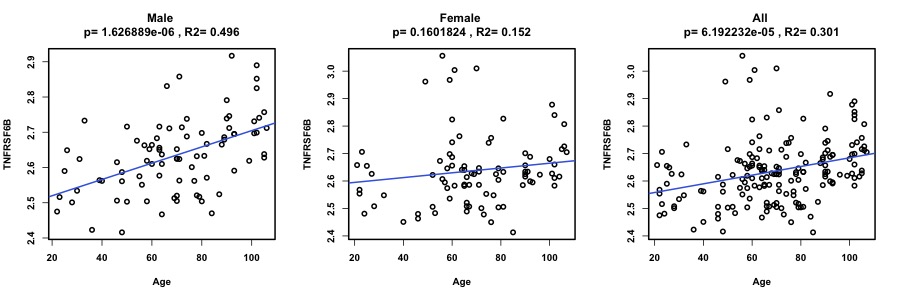 Male
p= 1.626889e-06 , R2= 0.496
TNFRSF6B
2.4 2.5 2.6 2.7 2.8 2.9
20 40 60 80 100
Age
Female
p= 0.1601824 , R2= 0.152
TNFRSF6B
2.4 2.5 2.6 2.7 2.8 2.9 3.0
20 40 60 80 100
Age
All
p= 6.192232e-05 , R2= 0.301
TNFRSF6B
2.4 2.5 2.6 2.7 2.8 2.9 3.0
20 40 60 80 100
Age